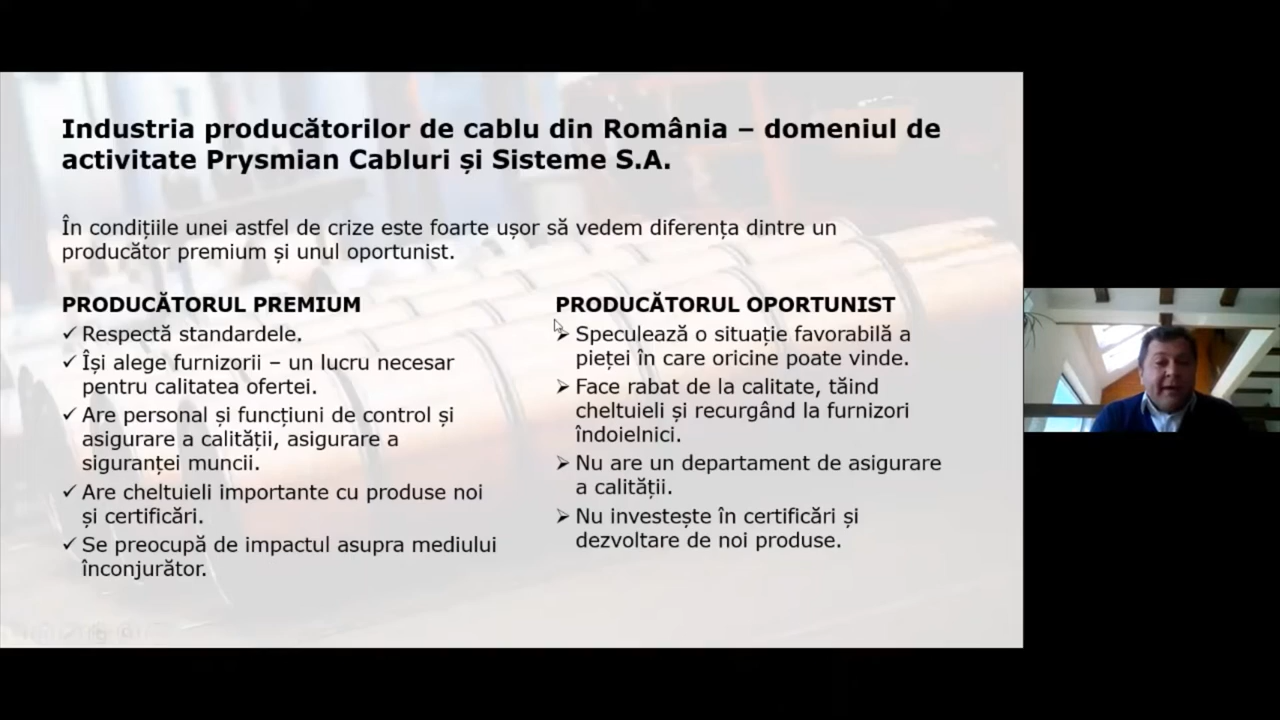 Industria producătorilor de cablu din România – domeniul de
activitate Prysmian Cabluri și Sisteme S.A.
În condițiile unei astfel de crize este foarte ușor să vedem diferența dintre un
producător premium și unul oportunist.
PRODUCĂTORUL PREMIUM
✓ Respectă standardele.
✓ Își alege furnizorii – un lucru necesar
pentru calitatea ofertei.
✓ Are personal și funcțiuni de control și
asigurare a calității, asigurare a
siguranței muncii.
✓ Are cheltuieli importante cu produse noi
și certificări.
✓ Se preocupă de impactul asupra mediului
înconjurător.
PRODUCĂTORUL OPORTUNIST
➢ Speculează o situație favorabilă a
pieței în care oricine poate vinde.
➢ Face rabat de la calitate, tăind
cheltuieli și recurgând la furnizori
îndoielnici.
➢ Nu are un departament de asigurare
a calității.
➢ Nu investește în certificări și
dezvoltare de noi produse.